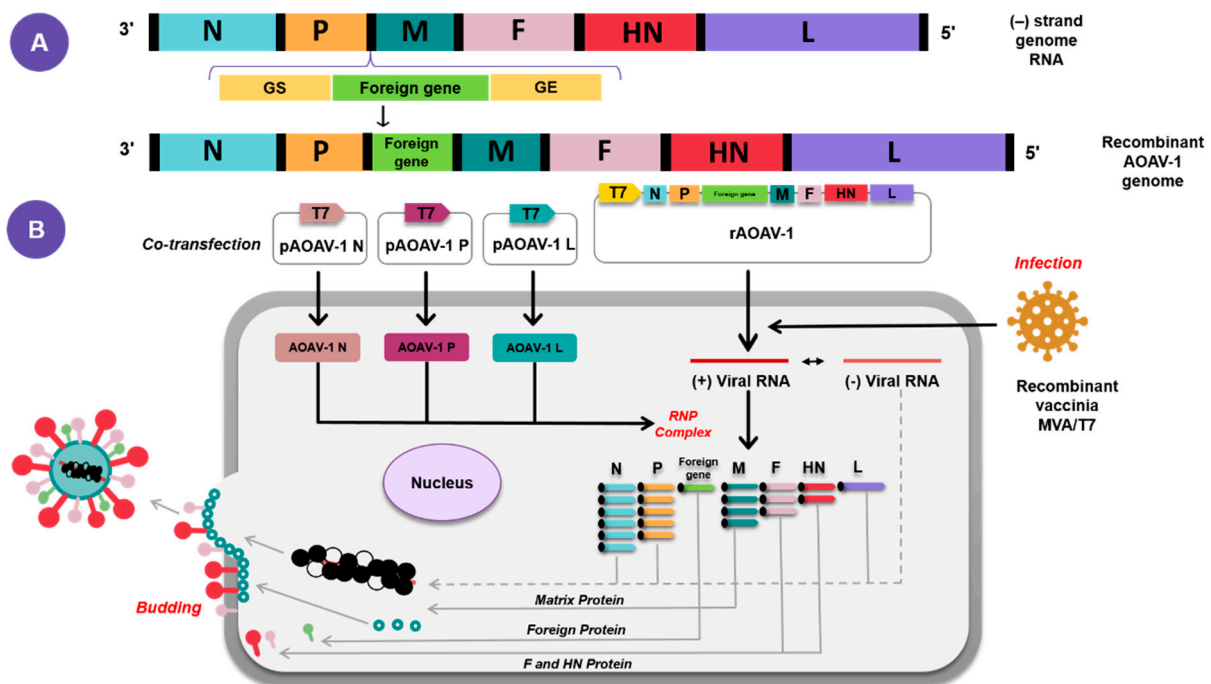 A
3' N P M F HN L 5'
(–) strand
genome
RNA
GS Foreign gene GE
3' N P Foreign gene M F HN L 5'
Recombinant
AOAV-1
genome
B
Co-transfection
T7
pAOAV-1 N
T7
pAOAV-1 P
T7
pAOAV-1 L
T7 N P Foreign gene M F HN L
rAOAV-1
Infection
Recombinant
vaccinia
MVA/T7
AOAV-1 N
AOAV-1 P
AOAV-1 L
(+) Viral RNA
(-) Viral RNA
RNP
Complex
Nucleus
N P Foreign gene M F HN L
Budding
Matrix Protein
Foreign Protein
F and HN Protein